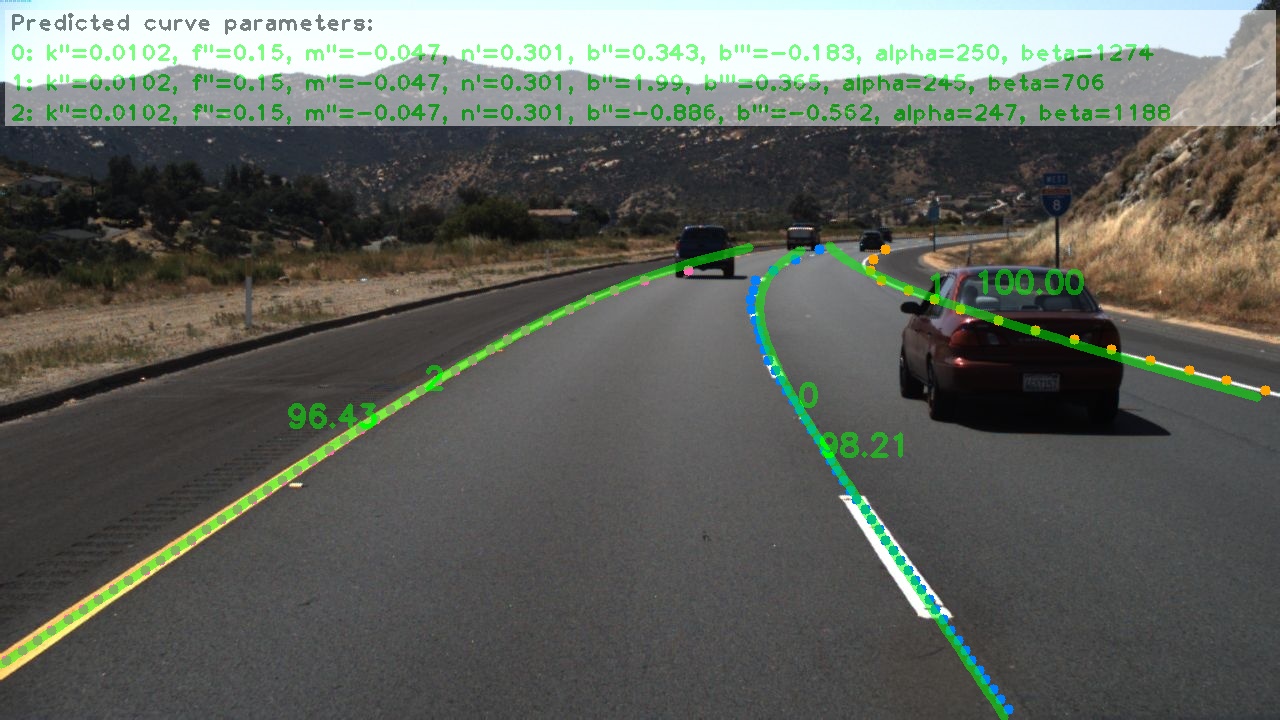 Predicted curve parameters:
0: k''=0.0102, f''=0.15, m''=-0.047, n'=0.301, b''=0.343, b'''=-0.183, alpha=250, beta=1274
1: k''=0.0102, f''=0.15, m''=-0.047, n'=0.301, b''=1.99, b'''=0.365, alpha=245, beta=706
2: k''=0.0102, f''=0.15, m''=-0.047, n'=0.301, b''=-0.886, b'''=-0.562, alpha=247, beta=1188
WEST
8
1 100.00
2
0
96.43
98.21